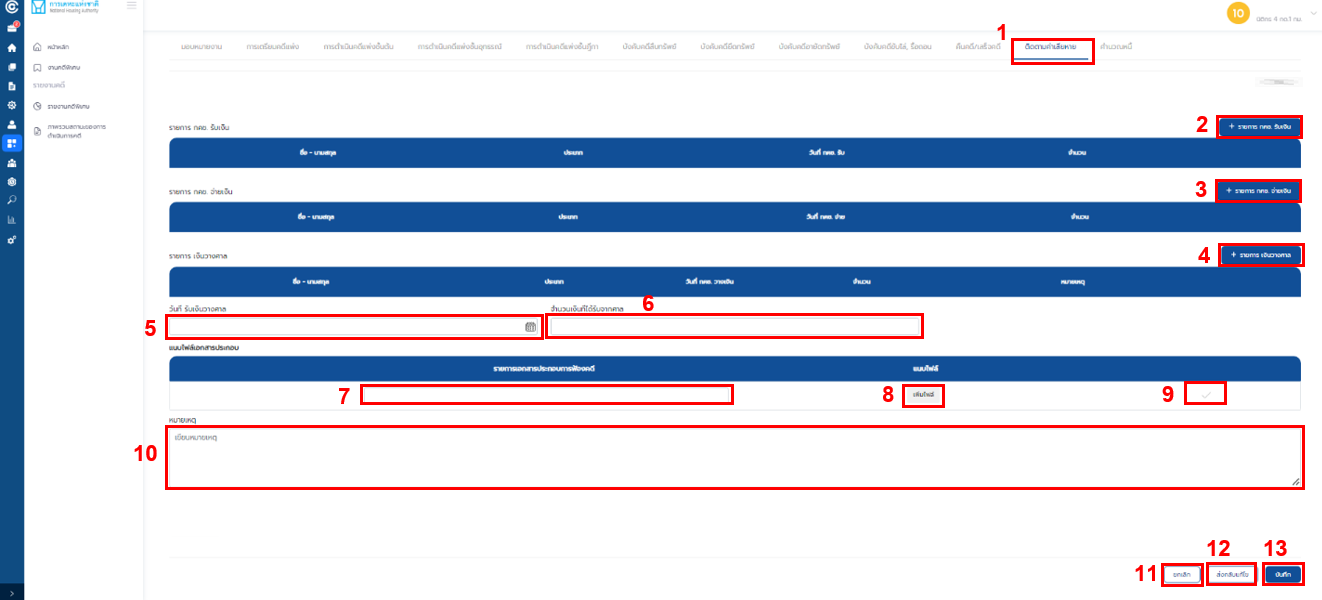 การเคหะแห่งชาติ
National Housing Authority
10
นิติกร 4 กอ.1 กม.
หน้าหลัก
งานคดีพิเศษ
รายงานคดี
รายงานคดีพิเศษ
ภาพรวมสถานะของการ
ดำเนินการคดี
1
มอบหมายงาน
การเตรียมคดีแพ่ง
การดำเนินคดีแพ่งชั้นต้น
การดำเนินคดีแพ่งชั้นอุทธรณ์
การดำเนินคดีแพ่งชั้นฎีกา
บังคับคดีสืบทรัพย์
บังคับคดียึดทรัพย์
บังคับคดีอายัดทรัพย์
บังคับคดีขับไล่, รื้อถอน
คืนคดี/เสร็จคดี
ติดตามค่าเสียหาย
คำนวณหนี้
รายการ กคช. รับเงิน
2
+ รายการ กคช. รับเงิน
ชื่อ - นามสกุล
ประเภท
วันที่ กคช. รับ
จำนวน
รายการ กคช. จ่ายเงิน
3
+ รายการ กคช. จ่ายเงิน
ชื่อ - นามสกุล
ประเภท
วันที่ กคช. จ่าย
จำนวน
รายการ เงินวางศาล
4
+ รายการ เงินวางศาล
ชื่อ - นามสกุล
ประเภท
วันที่ กคช. วางเงิน
จำนวน
หมายเหตุ
วันที่ รับเงินวางศาล
จำนวนเงินที่ได้รับจากศาล
6
5
แนบไฟล์เอกสารประกอบ
รายการเอกสารประกอบการฟ้องคดี
แนบไฟล์
7
8
เพิ่มไฟล์
9
หมายเหตุ
10
เขียนหมายเหตุ
11
ยกเลิก
12
ส่งกลับแก้ไข
13
บันทึก